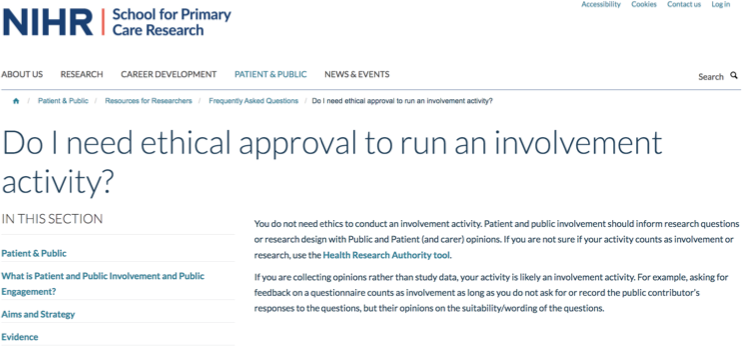 Accessibility Cookies Contact us Log in
NIHR | School for Primary
Care Research
ABOUT US RESEARCH CAREER DEVELOPMENT PATIENT & PUBLIC NEWS & EVENTS
Search
/ Patient & Public / Resources for Researchers / Frequently Asked Questions / Do I need ethical approval to run an involvement activity?
Do I need ethical approval to run an involvement
activity?
IN THIS SECTION
Patient & Public
What is Patient and Public Involvement and Public
Engagement?
Aims and Strategy
Evidence
You do not need ethics to conduct an involvement activity. Patient and public involvement should inform research questions
or research design with Public and Patient (and carer) opinions. If you are not sure if your activity counts as involvement or
research, use the Health Research Authority tool.
If you are collecting opinions rather than study data, your activity is likely an involvement activity. For example, asking for
feedback on a questionnaire counts as involvement as long as you do not ask for or record the public contributor's
responses to the questions, but their opinions on the suitability/wording of the questions.